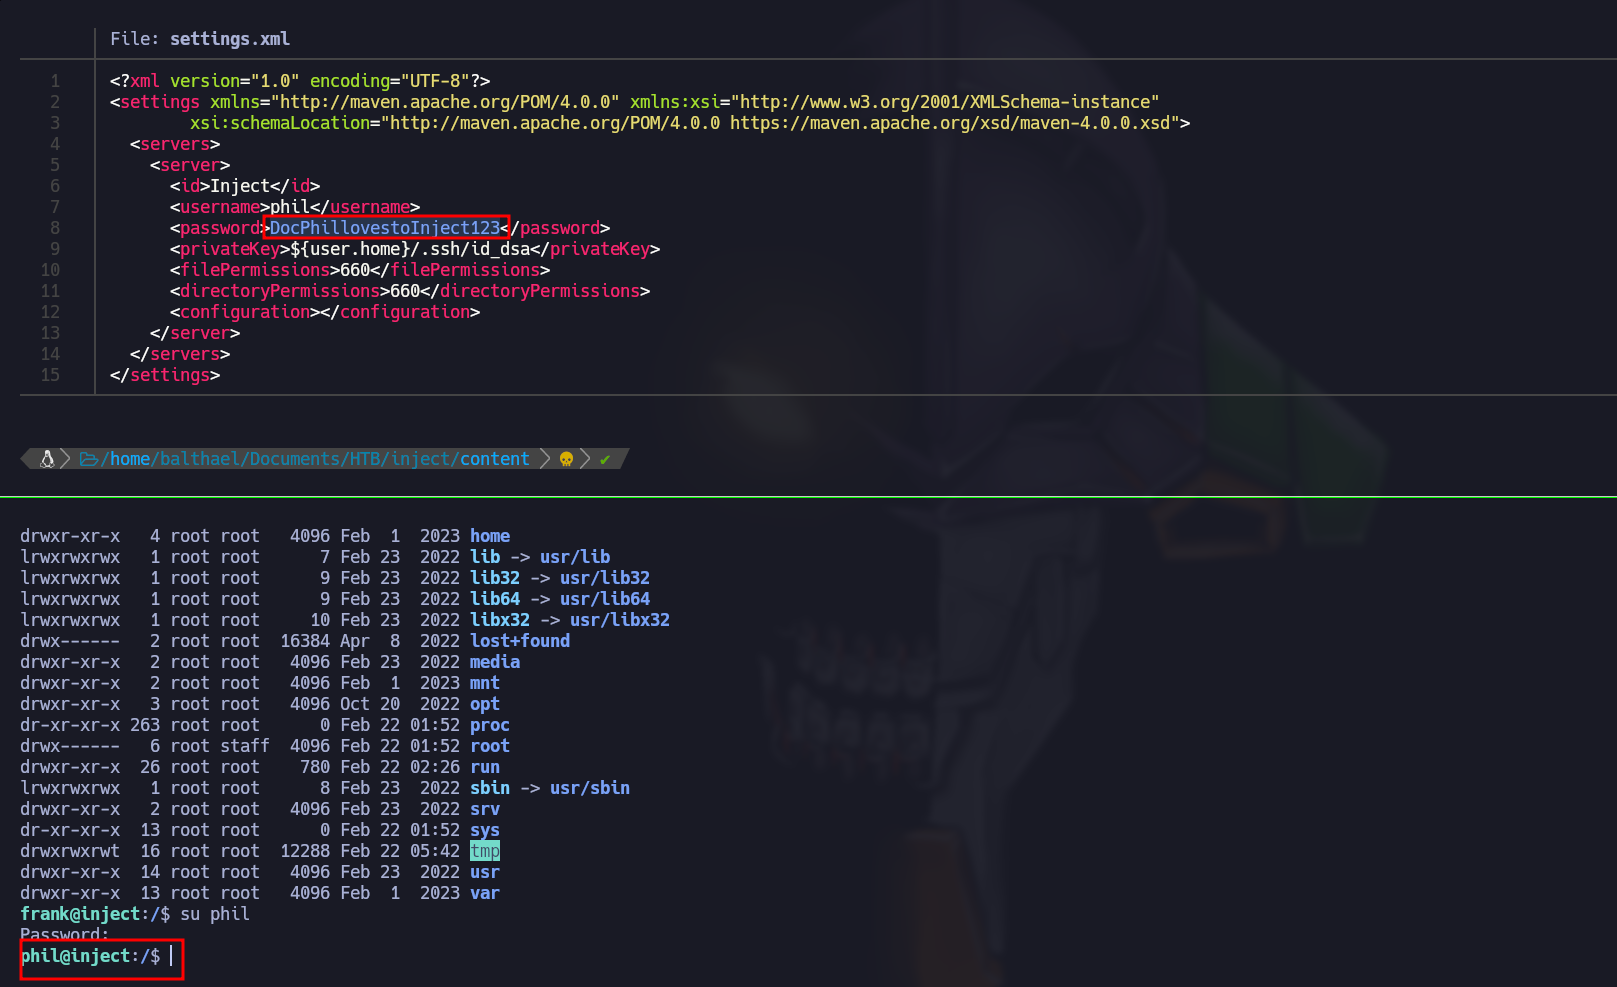 File: settings.xml
1 <?xml version="1.0" encoding="UTF-8"?>
2 <settings xmlns="http://maven.apache.org/POM/4.0.0" xmlns:xsi="http://www.w3.org/2001/XMLSchema-instance"
3         xsi:schemaLocation="http://maven.apache.org/POM/4.0.0 https://maven.apache.org/xsd/maven-4.0.0.xsd">
4   <servers>
5     <server>
6       <id>Inject</id>
7       <username>phil</username>
8       <password>DocPhillovestoInject123</password>
9       <privateKey>${user.home}/.ssh/id_dsa</privateKey>
10       <filePermissions>660</filePermissions>
11       <directoryPermissions>660</directoryPermissions>
12       <configuration></configuration>
13     </server>
14   </servers>
15 </settings>
/home/balthael/Documents/HTB/inject/content ✔
drwxr-xr-x   4 root root   4096 Feb  1  2023 home
lrwxrwxrwx   1 root root      7 Feb 23  2022 lib -> usr/lib
lrwxrwxrwx   1 root root      9 Feb 23  2022 lib32 -> usr/lib32
lrwxrwxrwx   1 root root      9 Feb 23  2022 lib64 -> usr/lib64
lrwxrwxrwx   1 root root     10 Feb 23  2022 libx32 -> usr/libx32
drwx------   2 root root  16384 Apr  8  2022 lost+found
drwxr-xr-x   2 root root   4096 Feb 23  2022 media
drwxr-xr-x   2 root root   4096 Feb  1  2023 mnt
drwxr-xr-x   3 root root   4096 Oct 20  2022 opt
dr-xr-xr-x 263 root root      0 Feb 22 01:52 proc
drwx------   6 root staff  4096 Feb 22 01:52 root
drwxr-xr-x  26 root root    780 Feb 22 02:26 run
lrwxrwxrwx   1 root root      8 Feb 23  2022 sbin -> usr/sbin
drwxr-xr-x   2 root root   4096 Feb 23  2022 srv
dr-xr-xr-x  13 root root      0 Feb 22 01:52 sys
drwxrwxrwt  16 root root  12288 Feb 22 05:42 tmp
drwxr-xr-x  14 root root   4096 Feb 23  2022 usr
drwxr-xr-x  13 root root   4096 Feb  1  2023 var
frank@inject:/$ su phil
Password:
phil@inject:/$